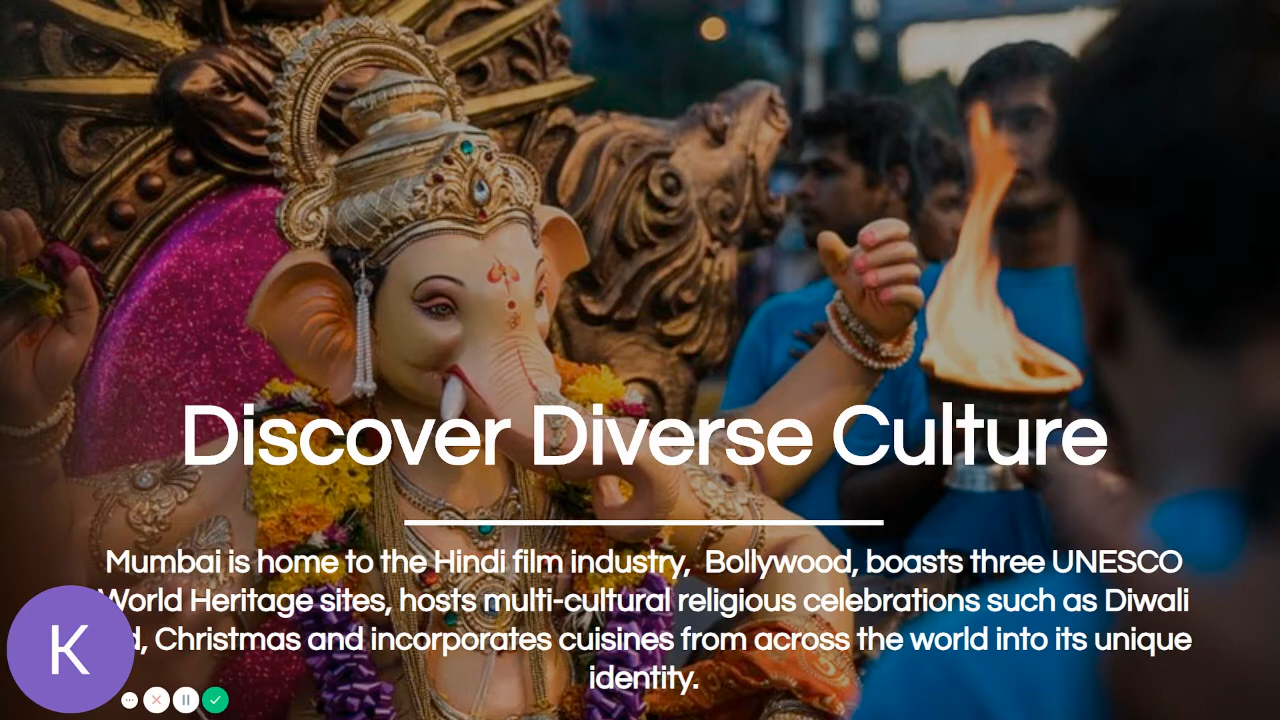 Discover Diverse Culture
Mumbai is home to the Hindi film industry,  Bollywood, boasts three UNESCO
World Heritage sites, hosts multi-cultural religious celebrations such as Diwali
Christmas and incorporates cuisines from across the world into its unique
identity.
K